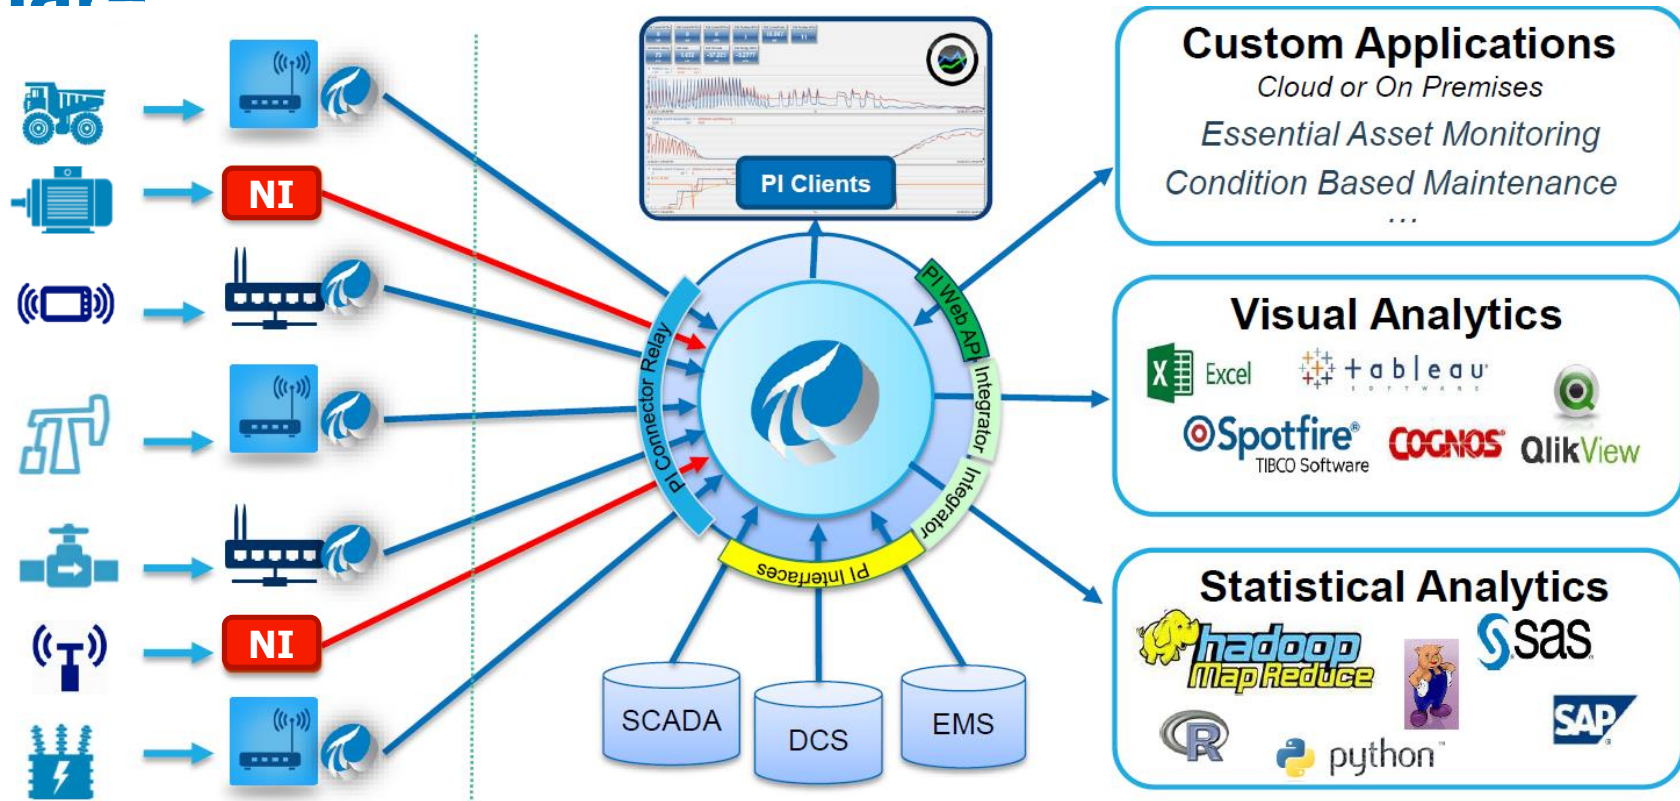 NI
NI
PI Clients
PI Connector Relay
PI Web API
Integrator
Integrator
PI Interfaces
SCADA
DCS
EMS
Custom Applications
Cloud or On Premises
Essential Asset Monitoring
Condition Based Maintenance
...
Visual Analytics
Excel
+ a b l e a u
SOFTWARE
Spotfire®
TIBCO Software
COGNOS
QlikView
Statistical Analytics
hadoop
Map Reduce
sas
R
python™
SAP